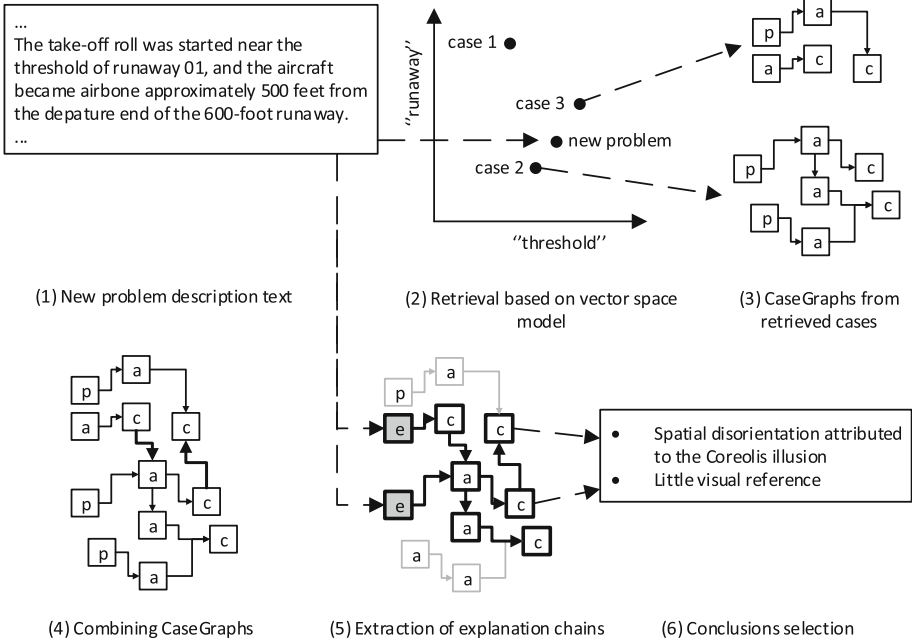 ...
The take-off roll was started near the
threshold of runaway 01, and the aircraft
became airbone approximately 500 feet from
the depature end of the 600-foot runaway.
...
(1) New problem description text
‘‘runaway’’
case 1
case 3
new problem
case 2
‘‘threshold’’
(2) Retrieval based on vector space
model
a
p
a
c
c
a
p
c
a
c
p
a
(3) CaseGraphs from
retrieved cases
a
p
c
a
c
a
p
c
a
c
p
a
(4) Combining CaseGraphs
a
p
c
e
c
a
e
c
a
c
a
a
(5) Extraction of explanation chains
• Spatial disorientation attributed
to the Coreolis illusion
• Little visual reference
(6) Conclusions selection